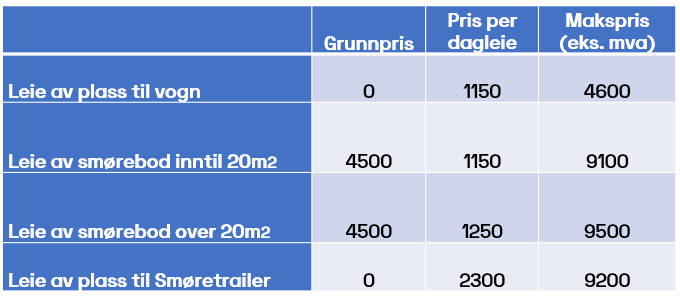 Grunnpris
Pris per
dagleie
Makspris
(eks. mva)
Leie av plass til vogn 0 1150 4600
Leie av smørebod inntil 20m2 4500 1150 9100
Leie av smørebod over 20m2 4500 1250 9500
Leie av plass til Smøretrailer 0 2300 9200